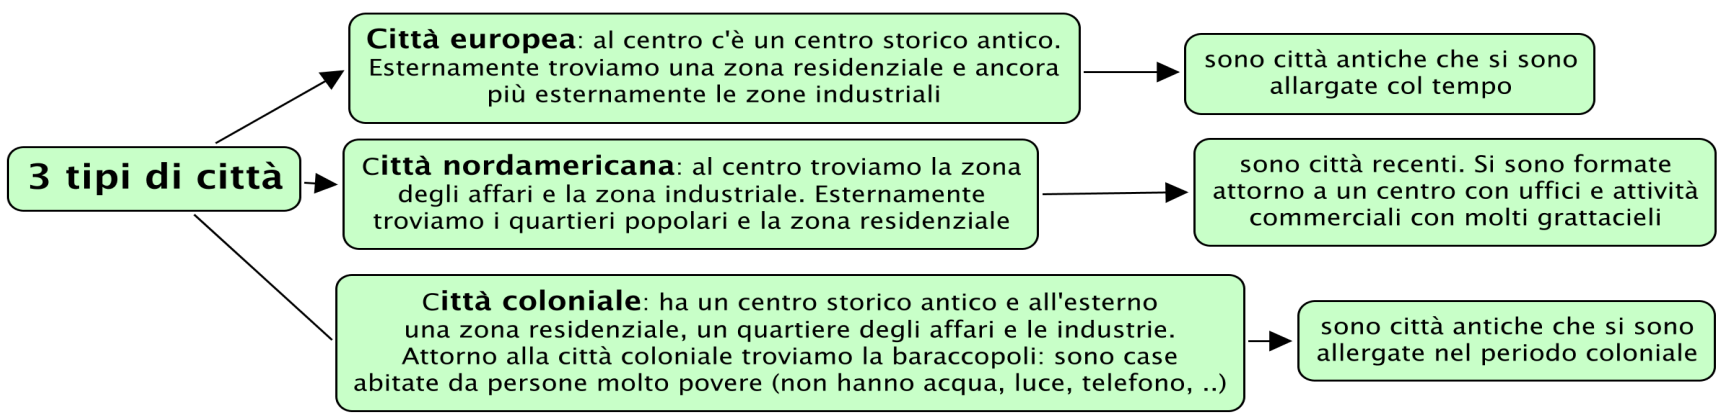 3 tipi di città
Città europea: al centro c'è un centro storico antico.
Esternamente troviamo una zona residenziale e ancora
più esternamente le zone industriali
sono città antiche che si sono
allargate col tempo
Città nordamericana: al centro troviamo la zona
degli affari e la zona industriale. Esternamente
troviamo i quartieri popolari e la zona residenziale
sono città recenti. Si sono formate
attorno a un centro con uffici e attività
commerciali con molti grattacieli
Città coloniale: ha un centro storico antico e all'esterno
una zona residenziale, un quartiere degli affari e le industrie.
Attorno alla città coloniale troviamo la baraccopoli: sono case
abitate da persone molto povere (non hanno acqua, luce, telefono, ..)
sono città antiche che si sono
allergate nel periodo coloniale